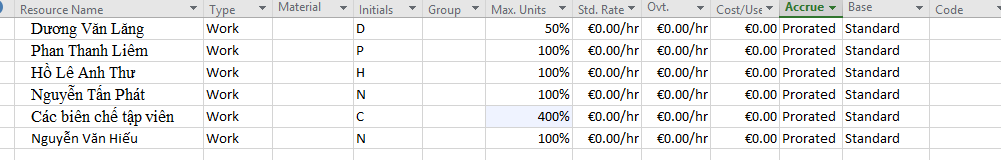 Resource Name Type Material Initials Group Max. Units Std. Rate Ovt. Cost/Use Accrue Base Code
Dương Văn Lãng Work D 50% €0.00/hr €0.00/hr €0.00 Prorated Standard
Phan Thanh Liêm Work P 100% €0.00/hr €0.00/hr €0.00 Prorated Standard
Hồ Lê Anh Thư Work H 100% €0.00/hr €0.00/hr €0.00 Prorated Standard
Nguyễn Tấn Phát Work N 100% €0.00/hr €0.00/hr €0.00 Prorated Standard
Các biên chế tập viên Work C 400% €0.00/hr €0.00/hr €0.00 Prorated Standard
Nguyễn Văn Hiếu Work N 100% €0.00/hr €0.00/hr €0.00 Prorated Standard